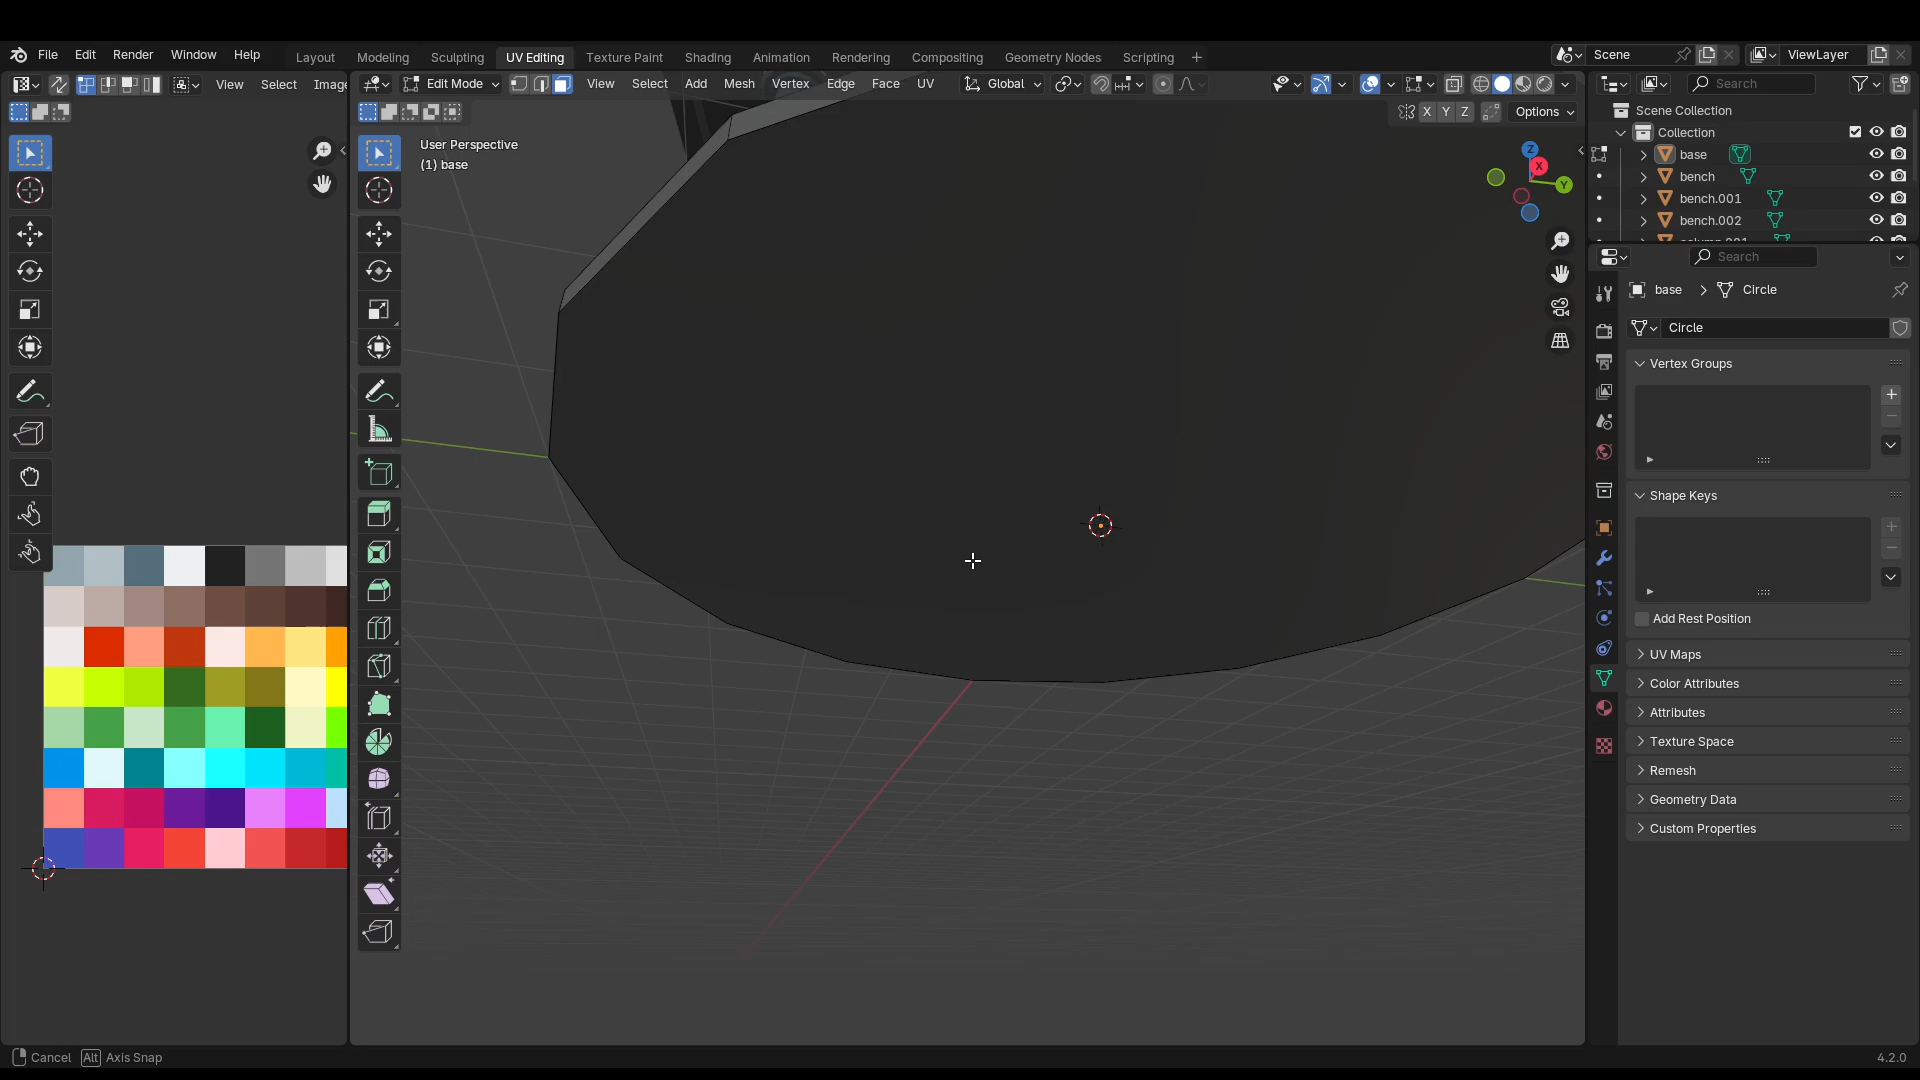 File Edit Render Window Help Layout Modeling Sculpting UV Editing Texture Paint Shading Animation Rendering Compositing Geometry Nodes Scripting + Scene ViewLayer
View Select Imag Edit Mode View Select Add Mesh Vertex Edge Face UV Global Search
X Y Z Options Scene Collection
Collection
User Perspective
(1) base
Z X Y
base
bench
bench.001
bench.002
Search
base > Circle
Circle
Vertex Groups
Shape Keys
Add Rest Position
UV Maps
Color Attributes
Attributes
Texture Space
Remesh
Geometry Data
Custom Properties
Cancel Alt Axis Snap 4.2.0